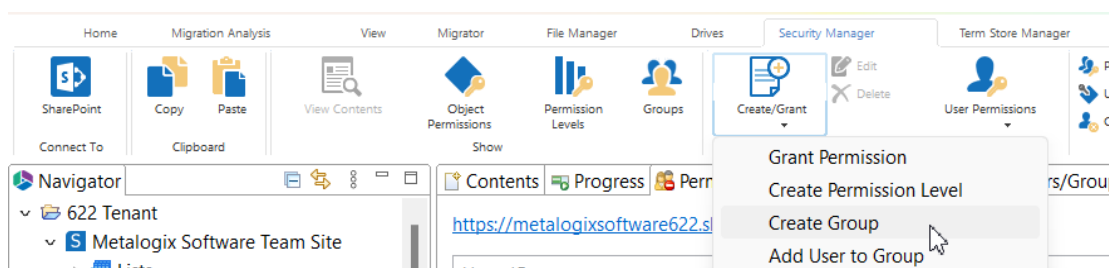 Home Migration Analysis View Migrator File Manager Drives Security Manager Term Store Manager
SharePoint Copy Paste View Contents Object Permissions Permission Levels Groups Create/Grant Edit Delete User Permissions
Connect To Clipboard Show
Grant Permission
Create Permission Level
Create Group
Add User to Group
Navigator Contents Progress
622 Tenant
Metalogix Software Team Site
https://metalogixsoftware622.s